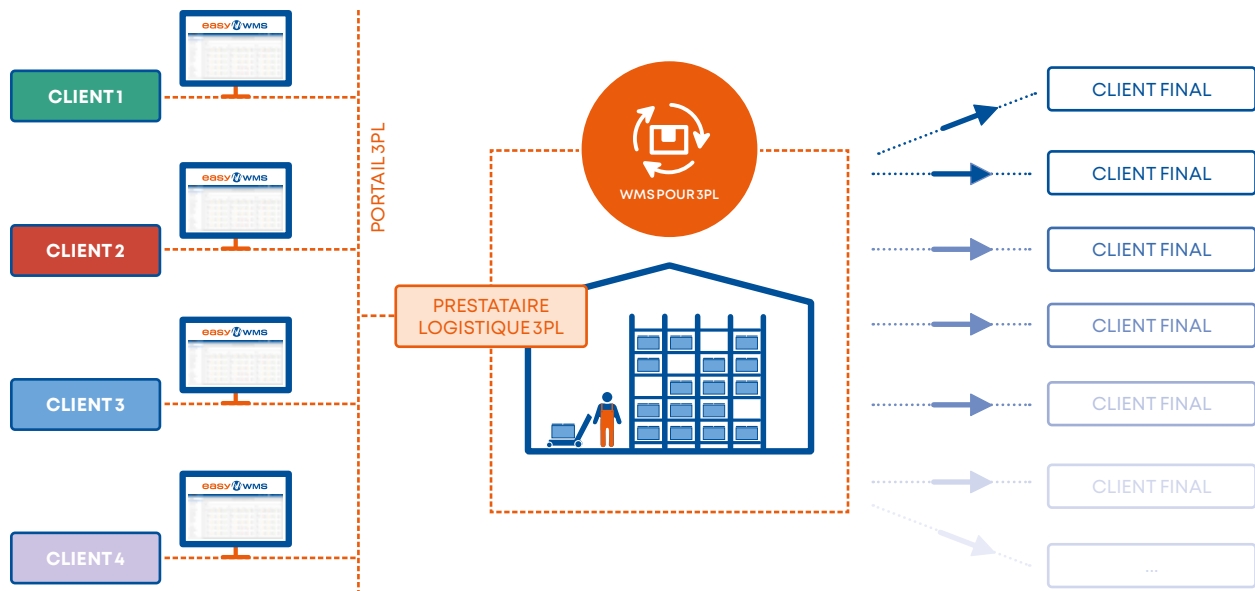 easy WMS
CLIENT 1
easy WMS
CLIENT 2
easy WMS
CLIENT 3
easy WMS
CLIENT 4
PORTAIL 3PL
WMS POUR 3PL
PRESTATAIRE
LOGISTIQUE 3PL
CLIENT FINAL
CLIENT FINAL
CLIENT FINAL
CLIENT FINAL
CLIENT FINAL
CLIENT FINAL
...